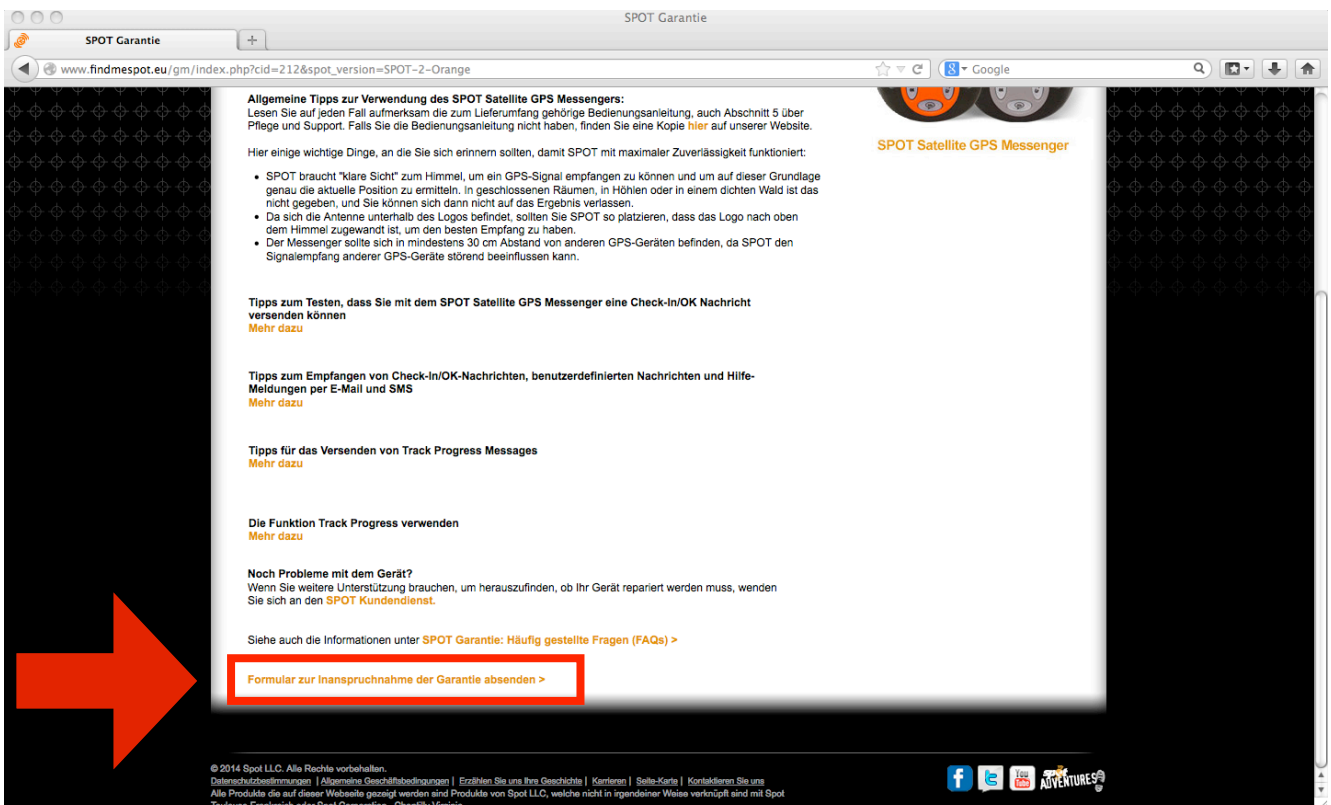 SPOT Garantie
SPOT Garantie
www.findmespot.eu/gm/index.php?cid=212&spot_version=SPOT-2-Orange
Google
Allgemeine Tipps zur Verwendung des SPOT Satellite GPS Messengers:
Lesen Sie auf jeden Fall aufmerksam die zum Lieferumfang gehörige Bedienungsanleitung, auch Abschnitt 5 über
Pflege und Support. Falls Sie die Bedienungsanleitung nicht haben, finden Sie eine Kopie hier auf unserer Website.
SPOT Satellite GPS Messenger
Hier einige wichtige Dinge, an die Sie sich erinnern sollten, damit SPOT mit maximaler Zuverlässigkeit funktioniert:
• SPOT braucht "klare Sicht" zum Himmel, um ein GPS-Signal empfangen zu können und um auf dieser Grundlage
genau die aktuelle Position zu ermitteln. In geschlossenen Räumen, in Höhlen oder in einem dichten Wald ist das
nicht gegeben, und Sie können sich dann nicht auf das Ergebnis verlassen.
• Da sich die Antenne unterhalb des Logos befindet, sollten Sie SPOT so platzieren, dass das Logo nach oben
dem Himmel zugewandt ist, um den besten Empfang zu haben.
• Der Messenger sollte sich in mindestens 30 cm Abstand von anderen GPS-Geräten befinden, da SPOT den
Signalempfang anderer GPS-Geräte störend beeinflussen kann.
Tipps zum Testen, dass Sie mit dem SPOT Satellite GPS Messenger eine Check-In/OK Nachricht
versenden können
Mehr dazu
Tipps zum Empfangen von Check-In/OK-Nachrichten, benutzerdefinierten Nachrichten und Hilfe-
Meldungen per E-Mail und SMS
Mehr dazu
Tipps für das Versenden von Track Progress Messages
Mehr dazu
Die Funktion Track Progress verwenden
Mehr dazu
Noch Probleme mit dem Gerät?
Wenn Sie weitere Unterstützung brauchen, um herauszufinden, ob Ihr Gerät repariert werden muss, wenden
Sie sich an den SPOT Kundendienst.
Siehe auch die Informationen unter SPOT Garantie: Häufig gestellte Fragen (FAQs) >
Formular zur Inanspruchnahme der Garantie absenden >
© 2014 Spot LLC. Alle Rechte vorbehalten.
Datenschutzbestimmungen | Allgemeine Geschäftsbedingungen | Erzählen Sie uns Ihre Geschichte | Karrieren | Seite-Karte | Kontaktieren Sie uns
Alle Produkte die auf dieser Webseite gezeigt werden sind Produkte von Spot LLC, welche nicht in irgendeiner Weise verknüpft sind mit Spot
You Tube
SPOT ADVENTURES